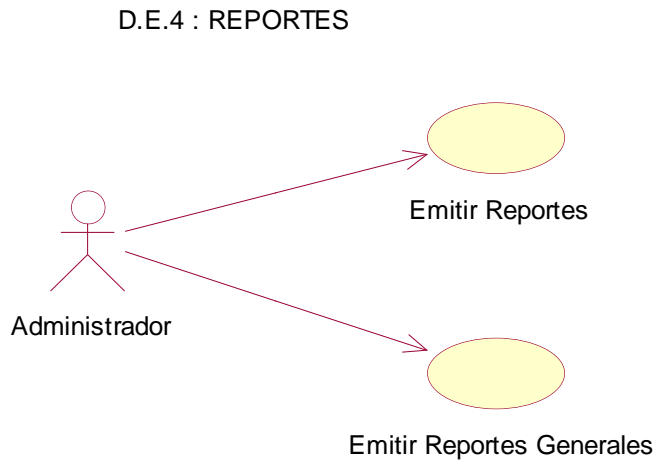 D.E.4 : REPORTES
Emitir Reportes
Administrador
Emitir Reportes Generales